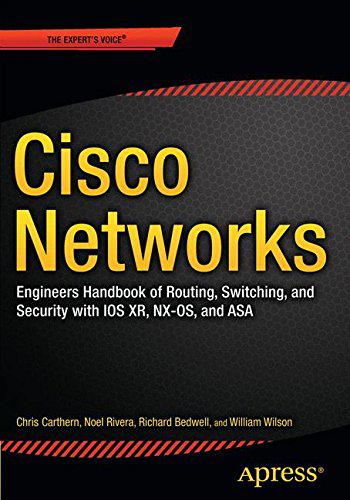 THE EXPERT'S VOICE®
Cisco
Networks
Engineers Handbook of Routing, Switching, and
Security with IOS XR, NX-OS, and ASA
Chris Carthern, Noel Rivera, Richard Bedwell, and William Wilson
Apress®